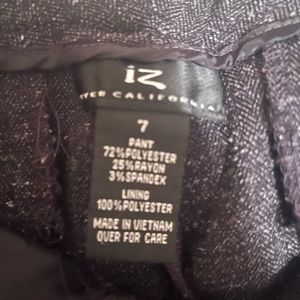 iz
CALIFORNIA
7
PANT
72%POLYESTER
25%RAYON
3%SPANDEX
LINING
100%POLYESTER
MADE IN VIETNAM
OVER FOR CARE